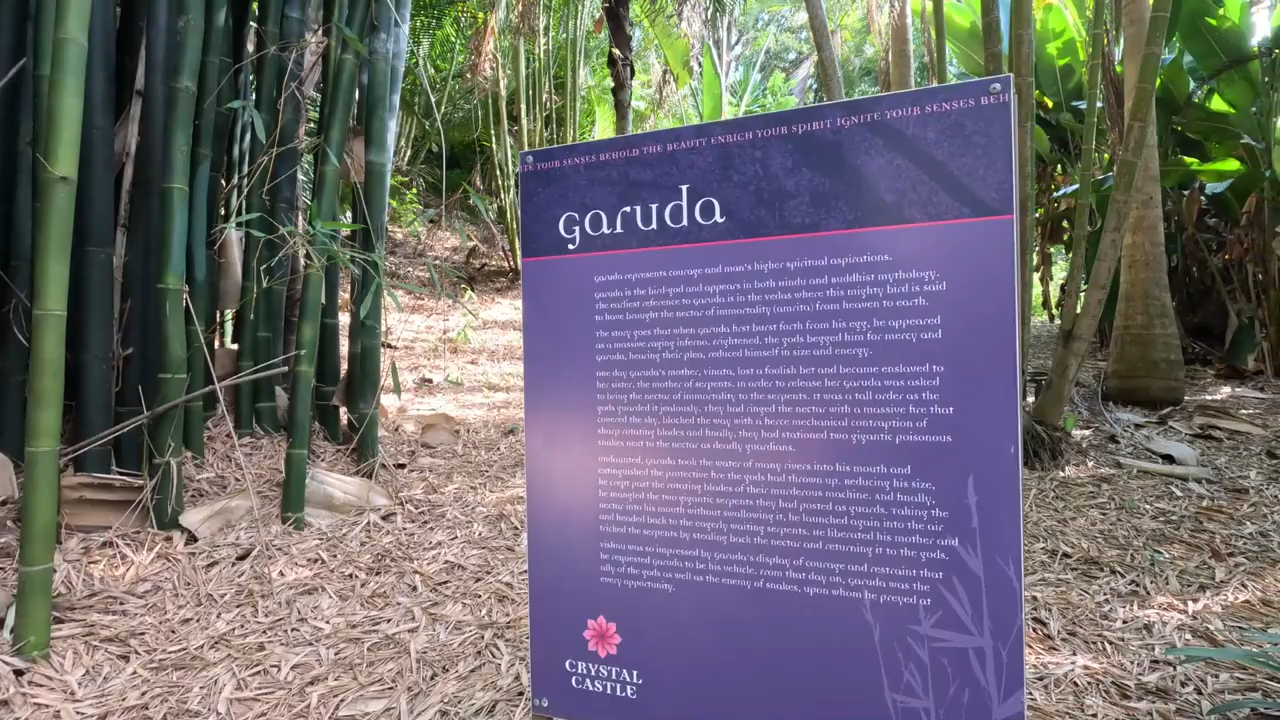 TE YOUR SENSES BEHOLD THE BEAUTY ENRICH YOUR SPIRIT IGNITE YOUR SENSES BEH
garuda
garuda represents courage and man's higher spiritual aspirations.
garuda is the bird-god and appears in both Hindu and Buddhist mythology.
The earliest reference to garuda is in the vedas where this mighty bird is said
to have brought the nectar of immortality (amrita) from heaven to earth.
The story goes that when garuda first burst forth from his egg, he appeared
as a massive raging inferno. Frightened, the gods begged him for mercy and
garuda, hearing their plea, reduced himself in size and energy.
One day garuda's mother, vinata, lost a foolish bet and became enslaved to
her sister, the mother of serpents. In order to release her garuda was asked
to bring the nectar of immortality to the serpents. It was a tall order as the
gods guarded it jealously. They had ringed the nectar with a massive fire that
covered the sky, blocked the way with a fierce mechanical contraption of
sharp rotating blades and finally, they had stationed two gigantic poisonous
snakes next to the nectar as deadly guardians.
Undaunted, garuda took the water of many rivers into his mouth and
extinguished the protective fire the gods had thrown up. Reducing his size,
he crept past the rotating blades of their murderous machine. And finally,
he mangled the two gigantic serpents they had posted as guards. Taking the
nectar into his mouth without swallowing it, he launched again into the air
and headed back to the eagerly waiting serpents. He liberated his mother and
tricked the serpents by stealing back the nectar and returning it to the gods.
Vishnu was so impressed by garuda's display of courage and restraint that
he requested garuda to be his vehicle. From that day on, garuda was the
ally of the gods as well as the enemy of snakes, upon whom he preyed at
every opportunity.
CRYSTAL
CASTLE